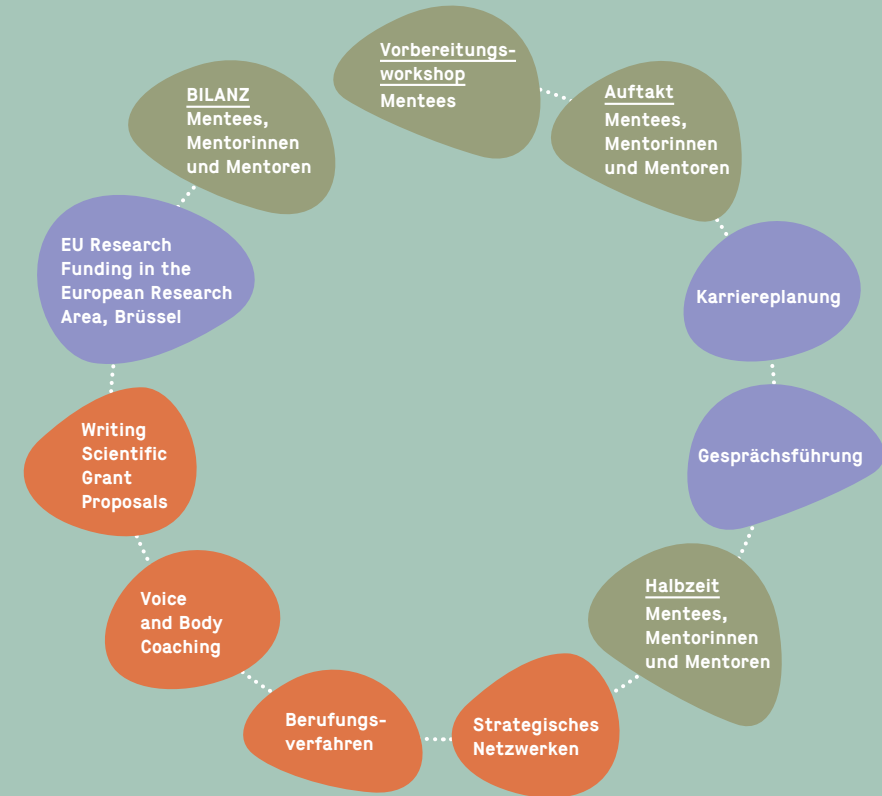 Vorbereitungs-
workshop
Mentees
Auftakt
Mentees,
Mentorinnen
und Mentoren
Karriereplanung
Gesprächsführung
Halbzeit
Mentees,
Mentorinnen
und Mentoren
Strategisches
Netzwerken
Berufungs-
verfahren
Voice
and Body
Coaching
Writing
Scientific
Grant
Proposals
EU Research
Funding in the
European Research
Area, Brüssel
BILANZ
Mentees,
Mentorinnen
und Mentoren